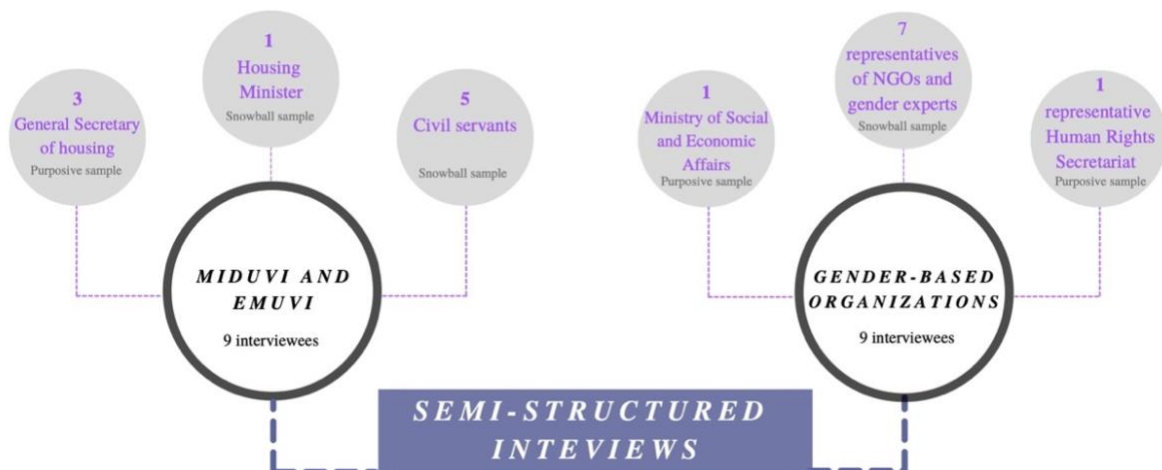 3
General Secretary
of housing
Purposive sample
1
Housing
Minister
Snowball sample
5
Civil servants
Snowball sample
MIDUVI AND
EMUVI
9 interviewees
1
Ministry of Social
and Economic
Affairs
Purposive sample
7
representatives
of NGOs and
gender experts
Snowball sample
1
representative
Human Rights
Secretariat
Purposive sample
GENDER-BASED
ORGANIZATIONS
9 interviewees
SEMI-STRUCTURED
INTEVIEWS